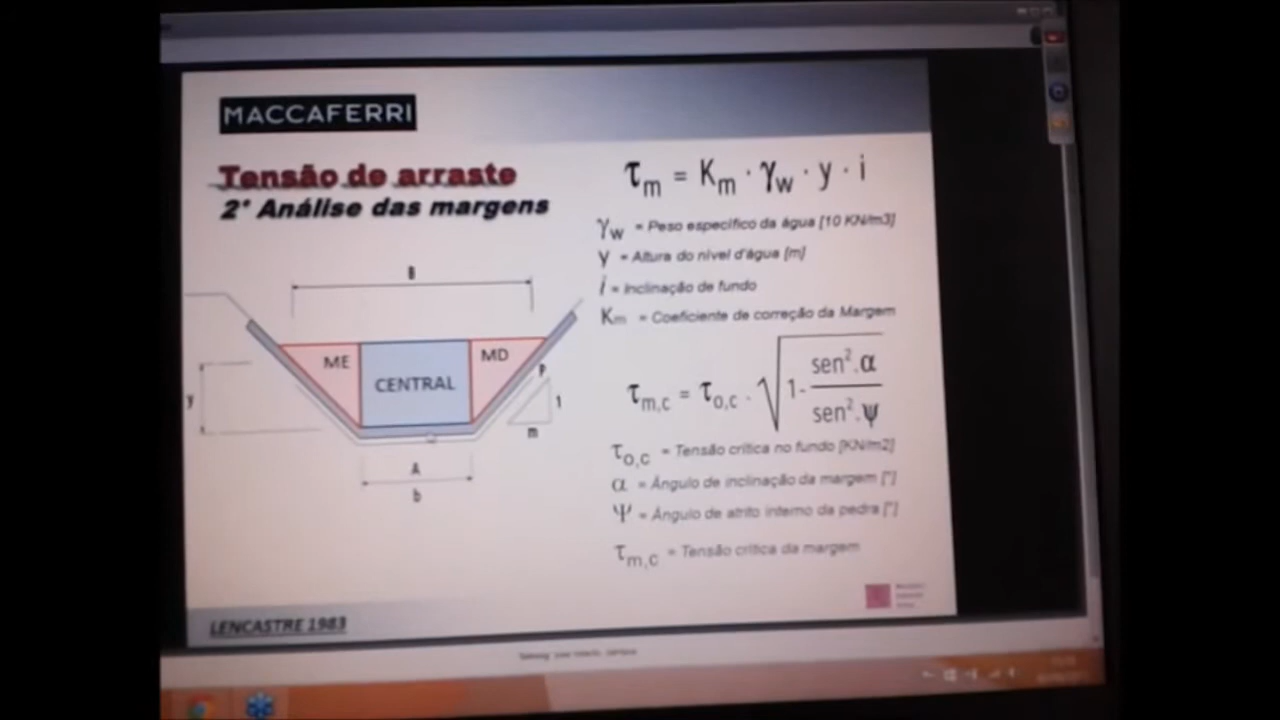 MACCAFERRI
Tensão de arraste
2° Análise das margens
τm = Km · γw · y · i
γw = Peso específico da água [10 KN/m3]
y = Altura do nível d'água [m]
i = Inclinação de fundo
Km = Coeficiente de correção da Margem
τm,c = τo,c · √1- sen².α / sen².ψ
τo,c = Tensão crítica no fundo [KN/m2]
α = Ângulo de inclinação da margem [°]
Ψ = Ângulo de atrito interno da pedra [°]
τm,c = Tensão crítica da margem
B
ME
CENTRAL
MD
P
1
m
y
A
b
LENCASTRE 1983